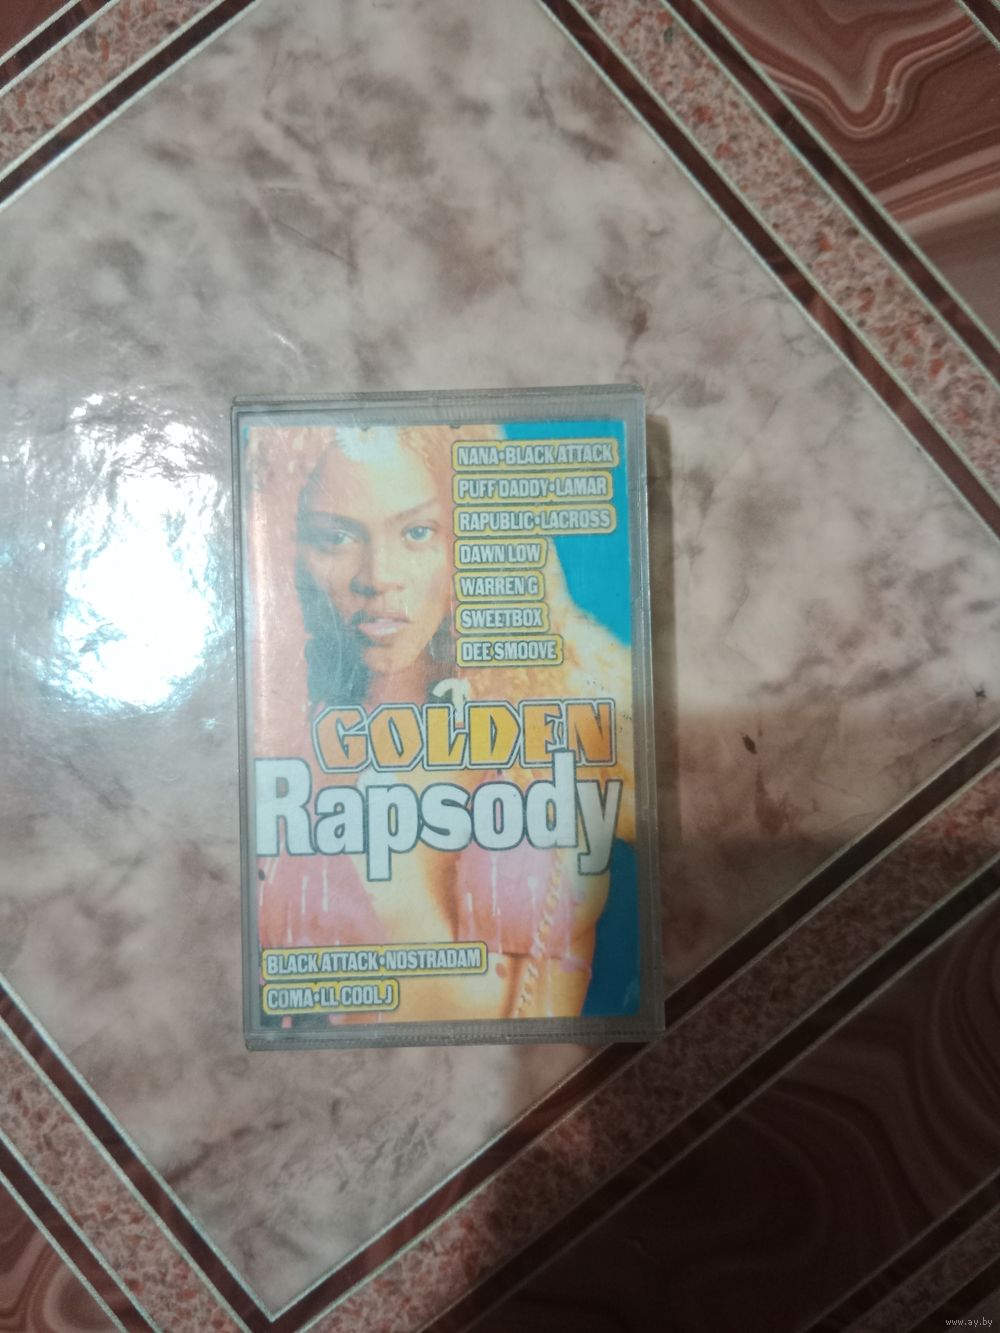 NANA•BLACK ATTACK
PUFF DADDY•LAMAR
RAPUBLIC•LACROSS
DAWN LOW
WARREN G
SWEETBOX
DEE SMOOVE
GOLDEN
Rapsody
BLACK ATTACK•NOSTRADAM
COMA•LL COOL J
www.ay.by